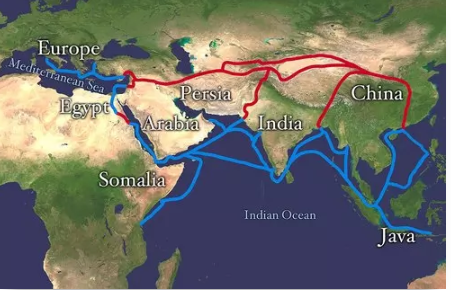 Europe
Mediterranean Sea
Egypt
Arabia
Persia
India
China
Somalia
Indian Ocean
Java